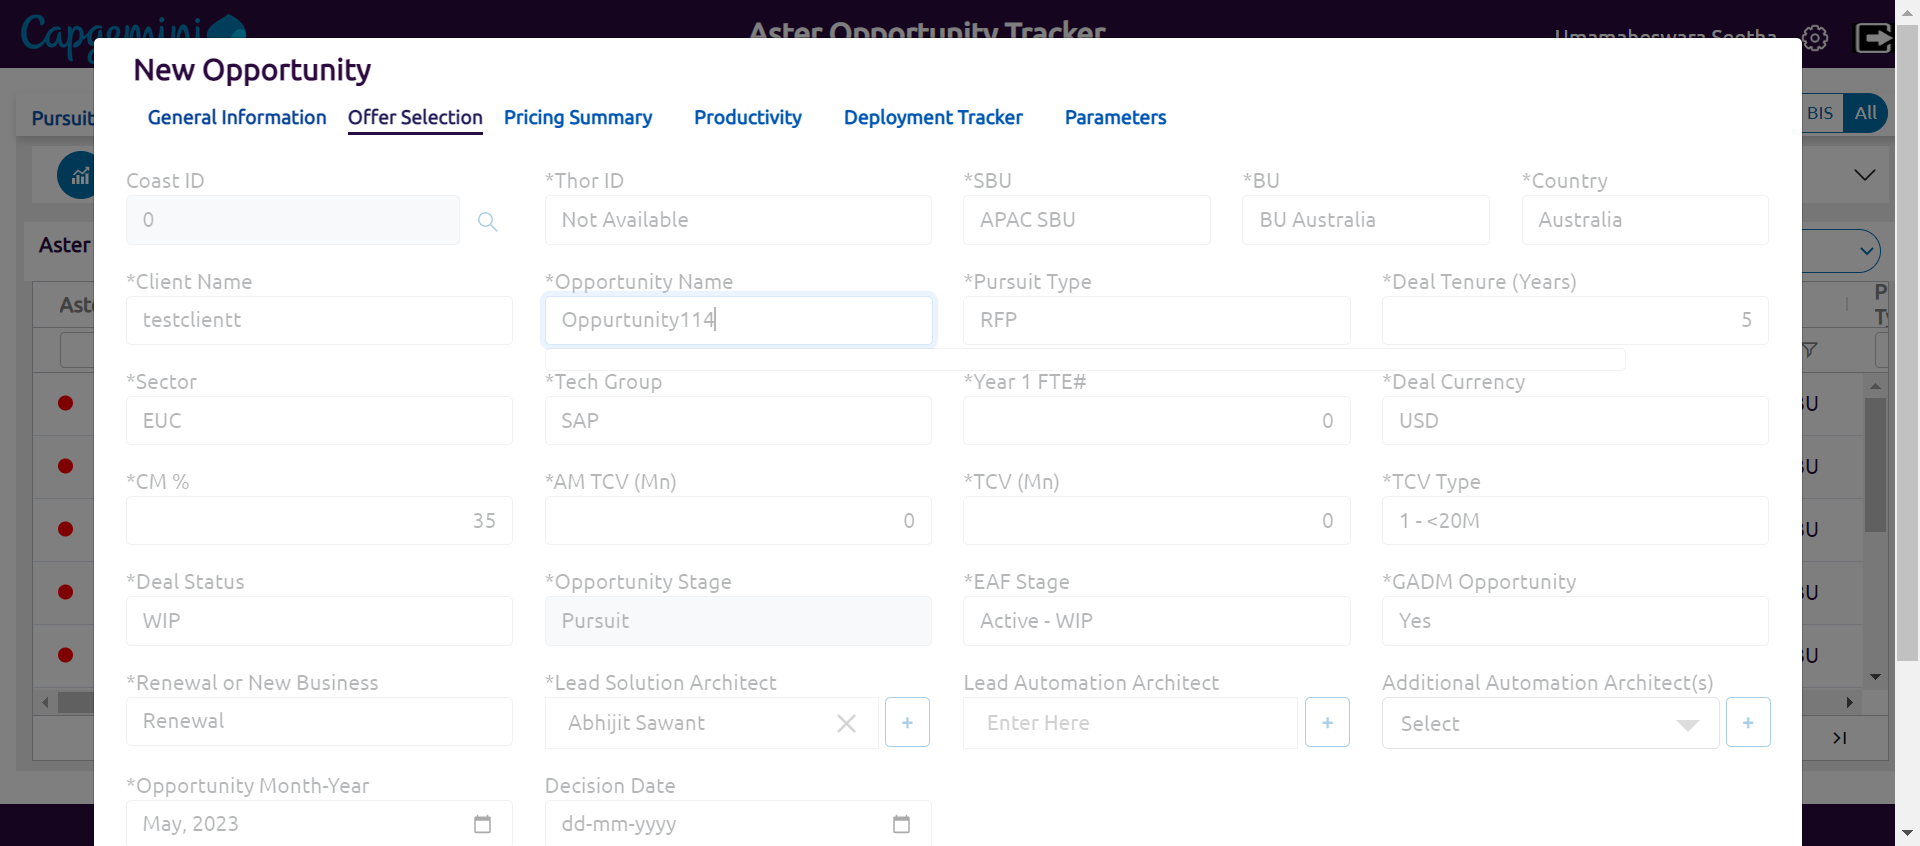 Capgemini
Aster Opportunity Tracker
Umamaheswara Seetha
New Opportunity
General Information Offer Selection Pricing Summary Productivity Deployment Tracker Parameters
Pursuit
BIS All
Coast ID *Thor ID *SBU *BU *Country
0 Not Available APAC SBU BU Australia Australia
Aster
*Client Name *Opportunity Name *Pursuit Type *Deal Tenure (Years)
testclientt Oppurtunity114 RFP 5
*Sector *Tech Group *Year 1 FTE# *Deal Currency
EUC SAP 0 USD
*CM % *AM TCV (Mn) *TCV (Mn) *TCV Type
35 0 0 1 - <20M
*Deal Status *Opportunity Stage *EAF Stage *GADM Opportunity
WIP Pursuit Active - WIP Yes
*Renewal or New Business *Lead Solution Architect Lead Automation Architect Additional Automation Architect(s)
Renewal Abhijit Sawant + Enter Here + Select +
*Opportunity Month-Year Decision Date
May, 2023 dd-mm-yyyy